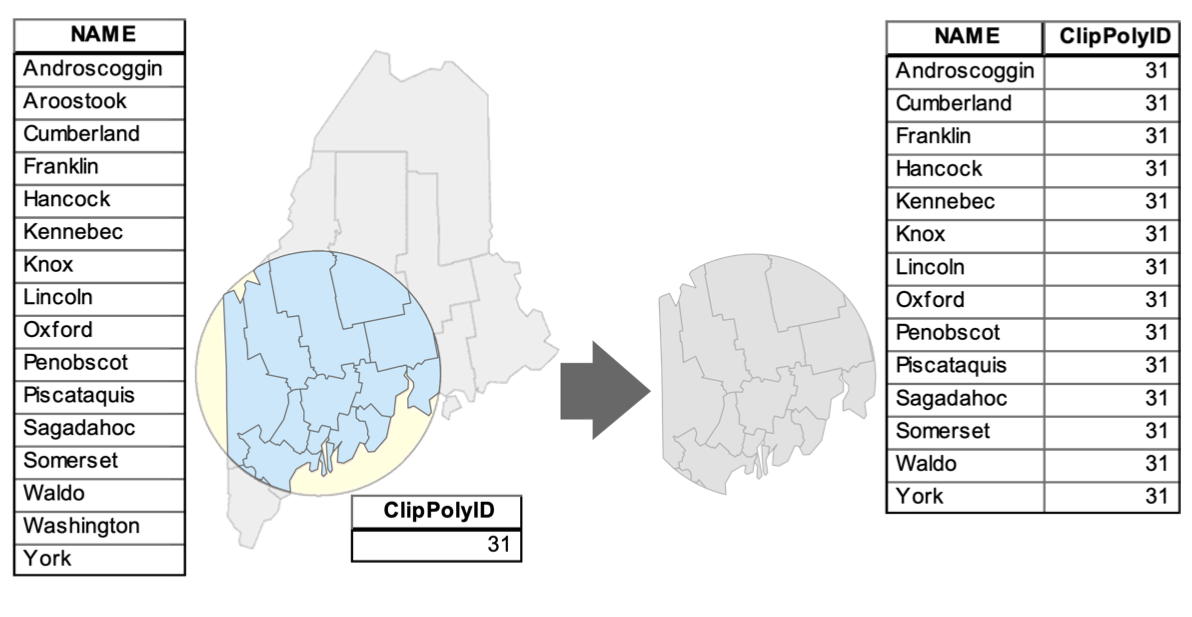 NAME
Androscoggin
Aroostook
Cumberland
Franklin
Hancock
Kennebec
Knox
Lincoln
Oxford
Penobscot
Piscataquis
Sagadahoc
Somerset
Waldo
Washington
York
ClipPolyID
31
NAME ClipPolyID
Androscoggin 31
Cumberland 31
Franklin 31
Hancock 31
Kennebec 31
Knox 31
Lincoln 31
Oxford 31
Penobscot 31
Piscataquis 31
Sagadahoc 31
Somerset 31
Waldo 31
York 31